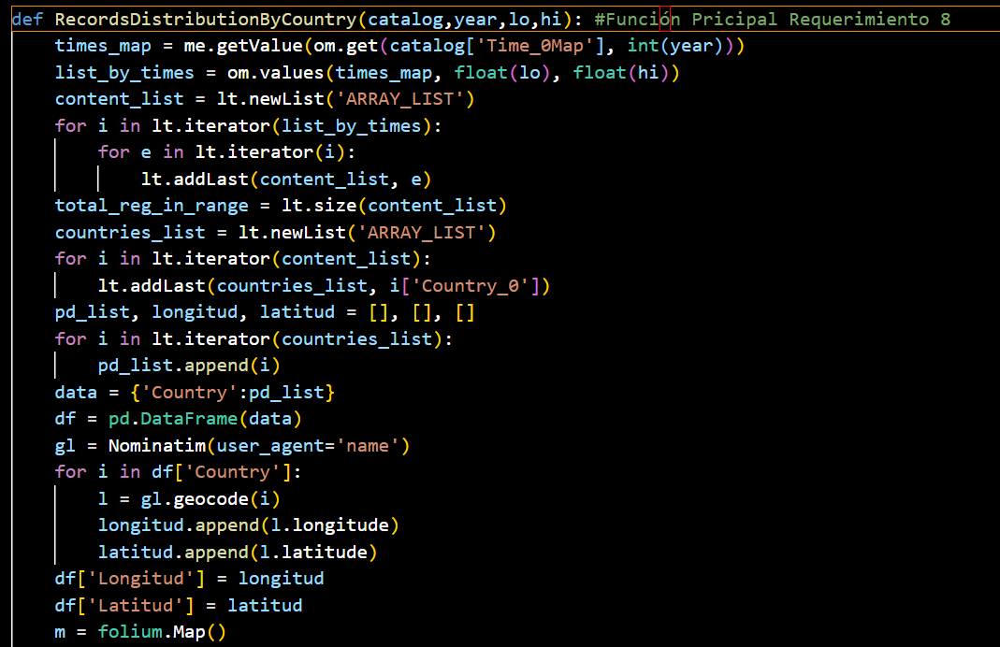 def RecordsDistributionByCountry(catalog,year,lo,hi): #Función Pricipal Requerimiento 8
    times_map = me.getValue(om.get(catalog['Time_0Map'], int(year)))
    list_by_times = om.values(times_map, float(lo), float(hi))
    content_list = lt.newList('ARRAY_LIST')
    for i in lt.iterator(list_by_times):
        for e in lt.iterator(i):
            lt.addLast(content_list, e)
    total_reg_in_range = lt.size(content_list)
    countries_list = lt.newList('ARRAY_LIST')
    for i in lt.iterator(content_list):
        lt.addLast(countries_list, i['Country_0'])
    pd_list, longitud, latitud = [], [], []
    for i in lt.iterator(countries_list):
        pd_list.append(i)
    data = {'Country':pd_list}
    df = pd.DataFrame(data)
    gl = Nominatim(user_agent='name')
    for i in df['Country']:
        l = gl.geocode(i)
        longitud.append(l.longitude)
        latitud.append(l.latitude)
    df['Longitud'] = longitud
    df['Latitud'] = latitud
    m = folium.Map()